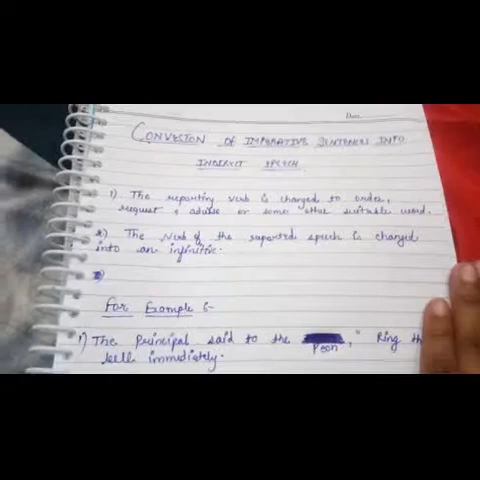 Date
CONVESION OF IMPERATIVE SENTENCES INTO
INDIRECT SPEECH
1) The reporting verb is changed to order,
request, advise or some other suitable word.
2) The verb of the reported speech is changed
into an infinitive.
For Example :-
1) The Principal said to the Peon, "Ring the
bell immediately.